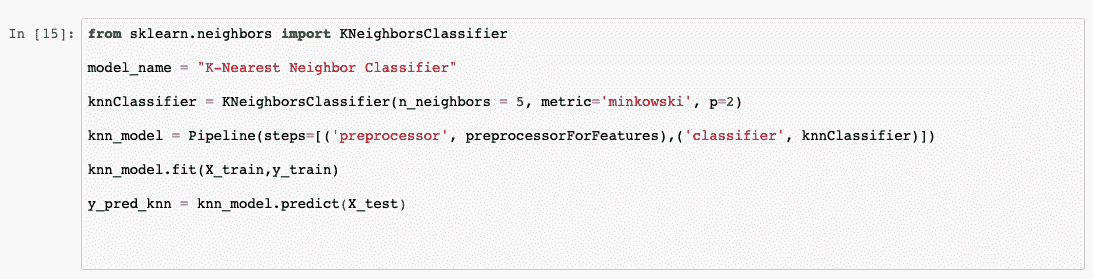 In [15]: from sklearn.neighbors import KNeighborsClassifier
model_name = "K-Nearest Neighbor Classifier"
knnClassifier = KNeighborsClassifier(n_neighbors = 5, metric='minkowski', p=2)
knn_model = Pipeline(steps=[('preprocessor', preprocessorForFeatures),('classifier', knnClassifier)])
knn_model.fit(X_train,y_train)
y_pred_knn = knn_model.predict(X_test)